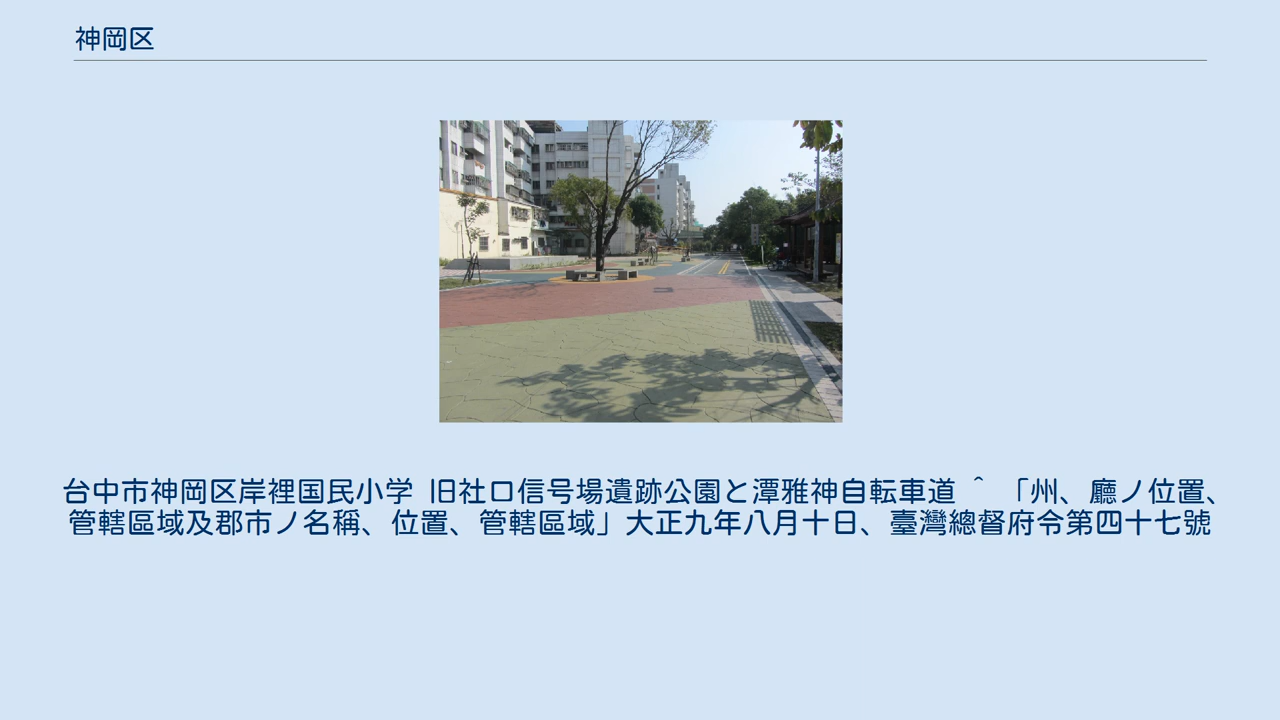 神岡区
台中市神岡区岸裡国民小学 旧社口信号場遺跡公園と潭雅神自転車道 ^ 「州、廳ノ位置、
管轄區域及郡市ノ名稱、位置、管轄區域」大正九年八月十日、臺灣總督府令第四十七號